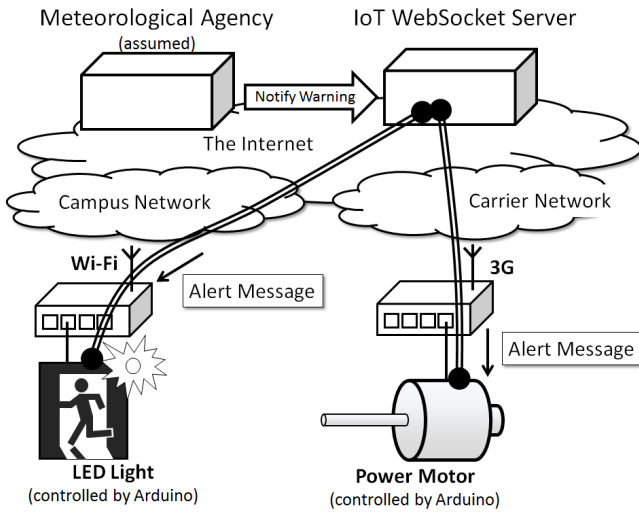 Meteorological Agency
(assumed)
IoT WebSocket Server
Notify Warning
The Internet
Campus Network
Carrier Network
Wi-Fi
3G
Alert Message
Alert Message
LED Light
(controlled by Arduino)
Power Motor
(controlled by Arduino)